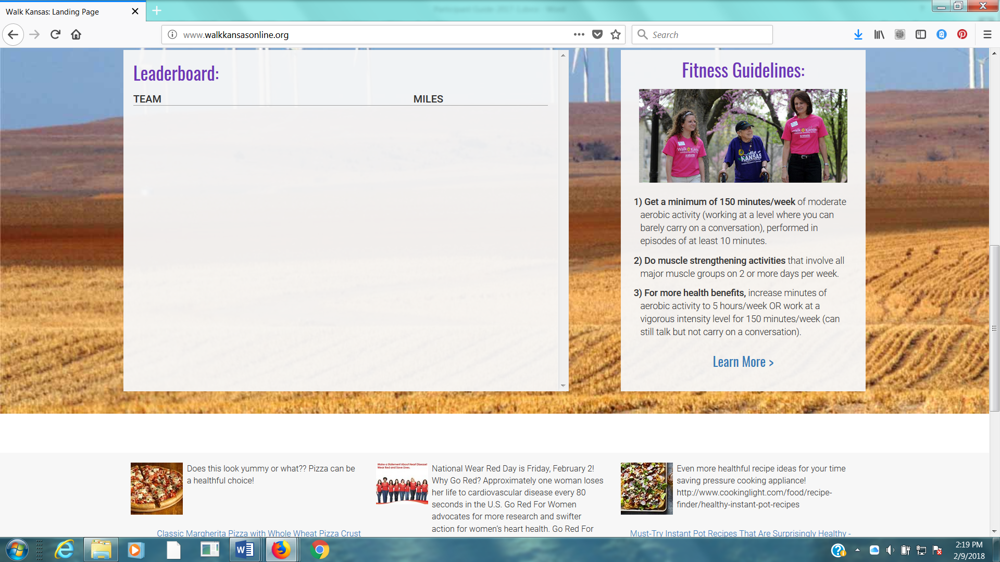 Walk Kansas: Landing Page
www.walkkansasonline.org
Search
Leaderboard:
TEAM MILES
Fitness Guidelines:
1) Get a minimum of 150 minutes/week of moderate
aerobic activity (working at a level where you can
barely carry on a conversation), performed in
episodes of at least 10 minutes.
2) Do muscle strengthening activities that involve all
major muscle groups on 2 or more days per week.
3) For more health benefits, increase minutes of
aerobic activity to 5 hours/week OR work at a
vigorous intensity level for 150 minutes/week (can
still talk but not carry on a conversation).
Learn More >
Does this look yummy or what?? Pizza can be
a healthful choice!
Classic Margherita Pizza with Whole Wheat Pizza Crust
Make a Statement About Heart Disease!
Wear Red and Save Lives.
National Wear Red Day is Friday, February 2!
Why Go Red? Approximately one woman loses
her life to cardiovascular disease every 80
seconds in the U.S. Go Red For Women
advocates for more research and swifter
action for women's heart health. Go Red For
Even more healthful recipe ideas for your time
saving pressure cooking appliance!
http://www.cookinglight.com/food/recipe-
finder/healthy-instant-pot-recipes
Must-Try Instant Pot Recipes That Are Surprisingly Healthy -
2:19 PM
2/9/2018